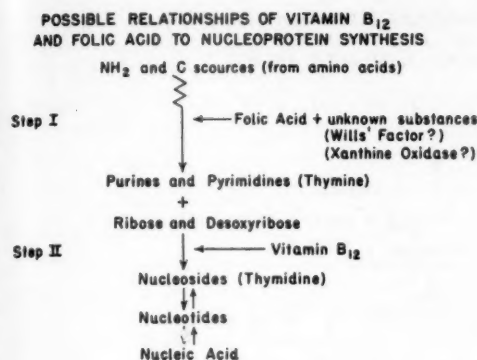 POSSIBLE RELATIONSHIPS OF VITAMIN B₁₂
AND FOLIC ACID TO NUCLEOPROTEIN SYNTHESIS
NH₂ and C scources (from amino acids)
Step I
Folic Acid + unknown substances
(Wills' Factor?)
(Xanthine Oxidase?)
Purines and Pyrimidines (Thymine)
+
Ribose and Desoxyribose
Step II
Vitamin B₁₂
Nucleosides (Thymidine)
Nucleotides
Nucleic Acid